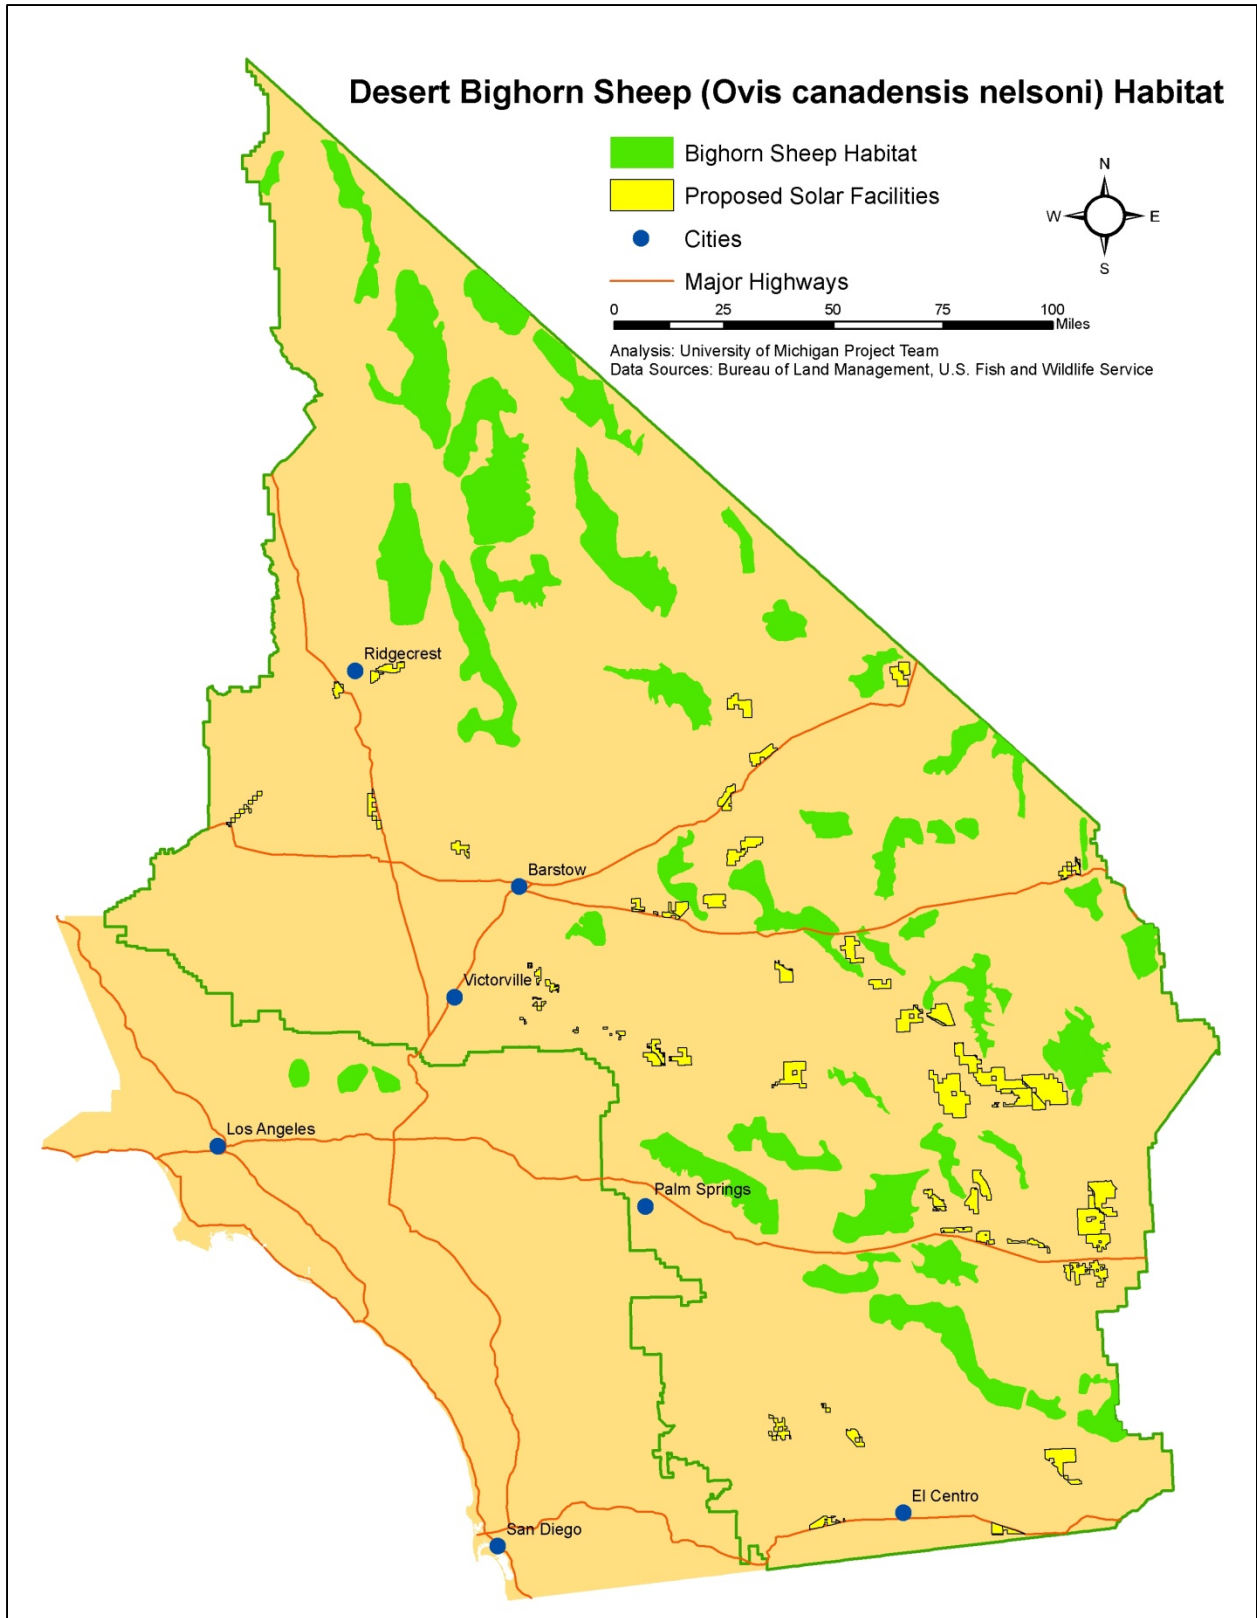 Desert Bighorn Sheep (Ovis canadensis nelsoni) Habitat
Bighorn Sheep Habitat
Proposed Solar Facilities
Cities
Major Highways
N
W E
S
0 25 50 75 100
Miles
Analysis: University of Michigan Project Team
Data Sources: Bureau of Land Management, U.S. Fish and Wildlife Service
Ridgecrest
Barstow
Victorville
Los Angeles
Palm Springs
El Centro
San Diego